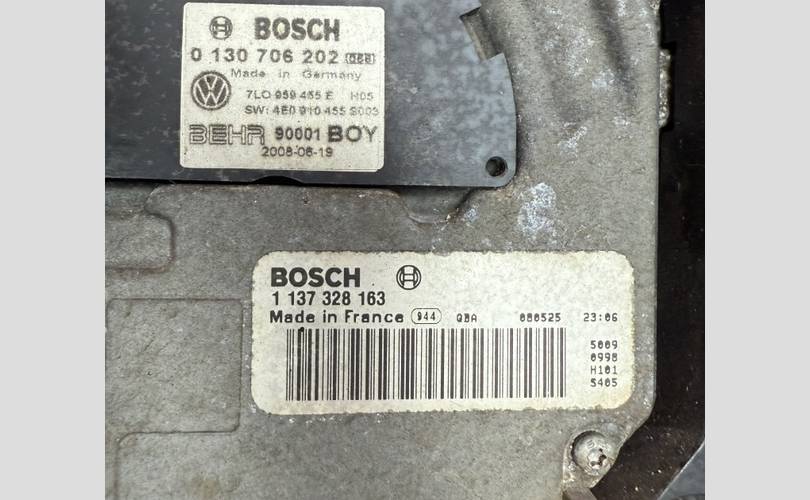 BOSCH
0 130 706 202
Made in Germany
7L0 959 455 E H05
SW: 4E0 910 455 S003
BEHR 90001 BOY
2008-06-19
BOSCH
1 137 328 163
Made in France 944 QBA 080525 23:06
5009
0998
H101
S405